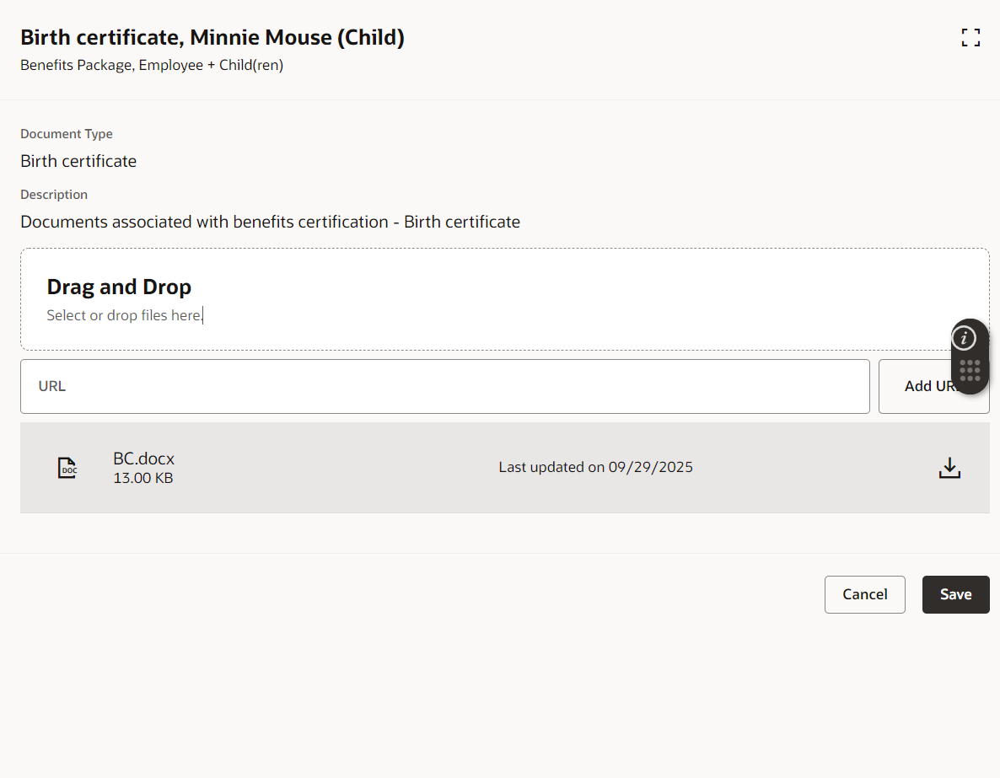 Birth certificate, Minnie Mouse (Child)
Benefits Package, Employee + Child(ren)
Document Type
Birth certificate
Description
Documents associated with benefits certification - Birth certificate
Drag and Drop
Select or drop files here.
URL
Add UR
DOC
BC.docx
13.00 KB
Last updated on 09/29/2025
Cancel
Save